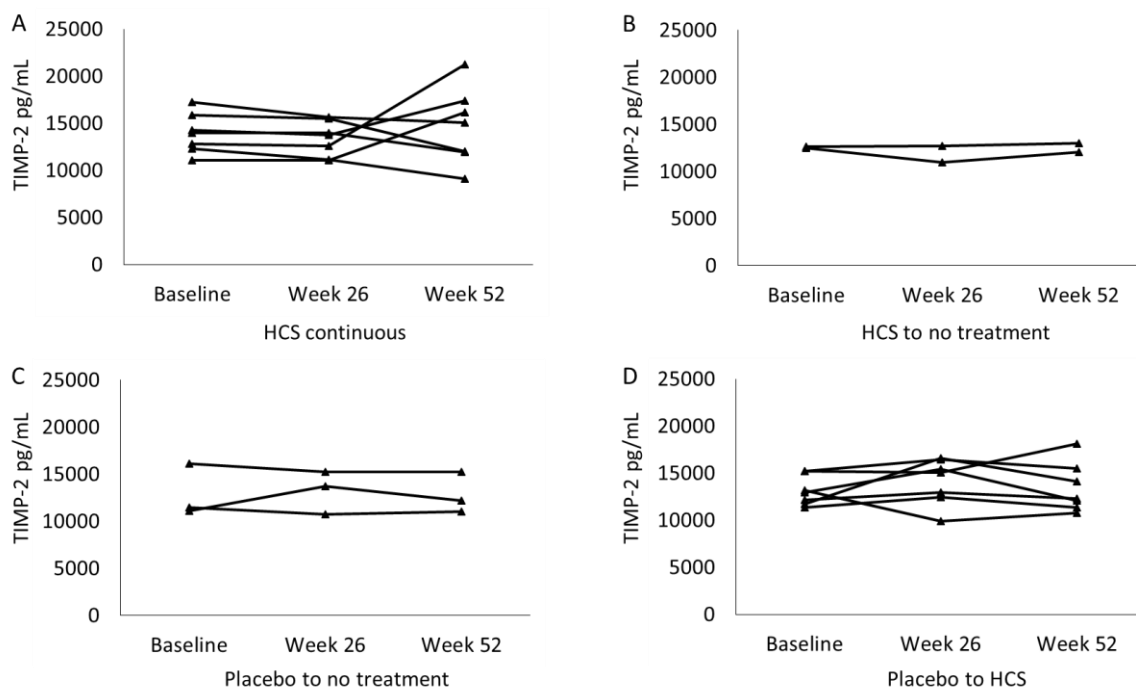 A
TIMP-2 pg/mL
25000
20000
15000
10000
5000
0
Baseline Week 26 Week 52
HCS continuous
B
TIMP-2 pg/mL
25000
20000
15000
10000
5000
0
Baseline Week 26 Week 52
HCS to no treatment
C
TIMP-2 pg/mL
25000
20000
15000
10000
5000
0
Baseline Week 26 Week 52
Placebo to no treatment
D
TIMP-2 pg/mL
25000
20000
15000
10000
5000
0
Baseline Week 26 Week 52
Placebo to HCS